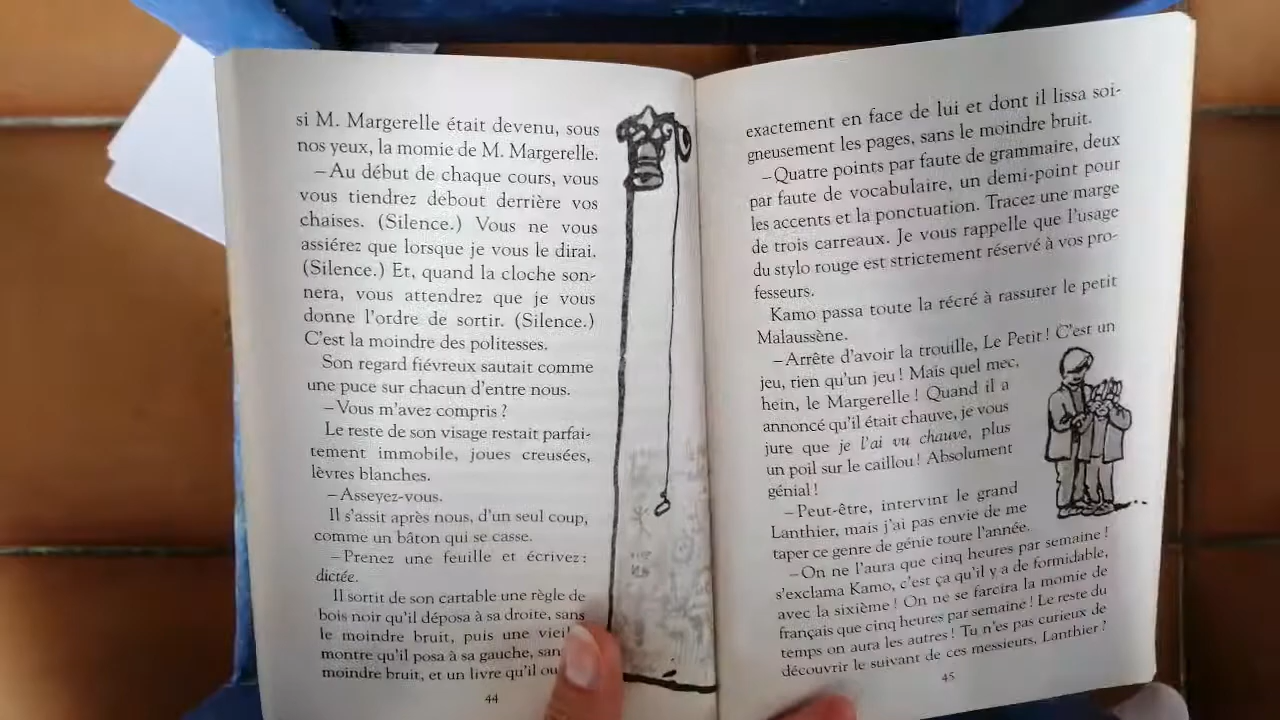 si M. Margerelle était devenu, sous
nos yeux, la momie de M. Margerelle.
– Au début de chaque cours, vous
vous tiendrez debout derrière vos
chaises. (Silence.) Vous ne vous
assiérez que lorsque je vous le dirai.
(Silence.) Et, quand la cloche son-
nera, vous attendrez que je vous
donne l'ordre de sortir. (Silence.)
C'est la moindre des politesses.
Son regard fiévreux sautait comme
une puce sur chacun d'entre nous.
– Vous m'avez compris ?
Le reste de son visage restait parfai-
tement immobile, joues creusées,
lèvres blanches.
– Asseyez-vous.
Il s'assit après nous, d'un seul coup,
comme un bâton qui se casse.
– Prenez une feuille et écrivez :
dictée.
Il sortit de son cartable une règle de
bois noir qu'il déposa à sa droite, sans
le moindre bruit, puis une
montre qu'il posa à sa gauche,
moindre bruit, et un livre qu'il
44
exactement en face de lui et dont il lissa soi-
gneusement les pages, sans le moindre bruit.
– Quatre points par faute de grammaire, deux
par faute de vocabulaire, un demi-point pour
les accents et la ponctuation. Tracez une marge
de trois carreaux. Je vous rappelle que l'usage
du stylo rouge est strictement réservé à vos pro-
fesseurs.
Kamo passa toute la récré à rassurer le petit
Malaussène.
– Arrête d'avoir la trouille, Le Petit ! C'est un
jeu, rien qu'un jeu ! Mais quel mec,
hein, le Margerelle ! Quand il a
annoncé qu'il était chauve, je vous
jure que je l'ai vu chauve, plus
un poil sur le caillou ! Absolument
génial !
– Peut-être, intervint le grand
Lanthier, mais j'ai pas envie de me
taper ce genre de génie toute l'année.
– On ne l'aura que cinq heures par semaine !
s'exclama Kamo, c'est ça qu'il y a de formidable,
avec la sixième ! On ne se farcira la momie de
français que cinq heures par semaine ! Le reste du
temps on aura les autres ! Tu n'es pas curieux de
découvrir le suivant de ces messieurs, Lanthier ?
45